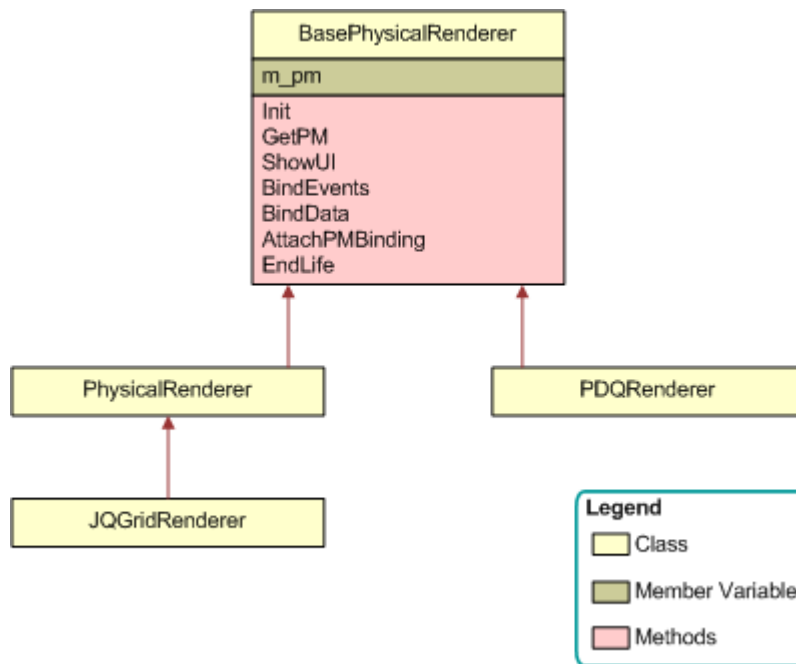 BasePhysicalRenderer
m_pm
Init
GetPM
ShowUI
BindEvents
BindData
AttachPMBinding
EndLife
PhysicalRenderer
PDQRenderer
JQGridRenderer
Legend
Class
Member Variable
Methods